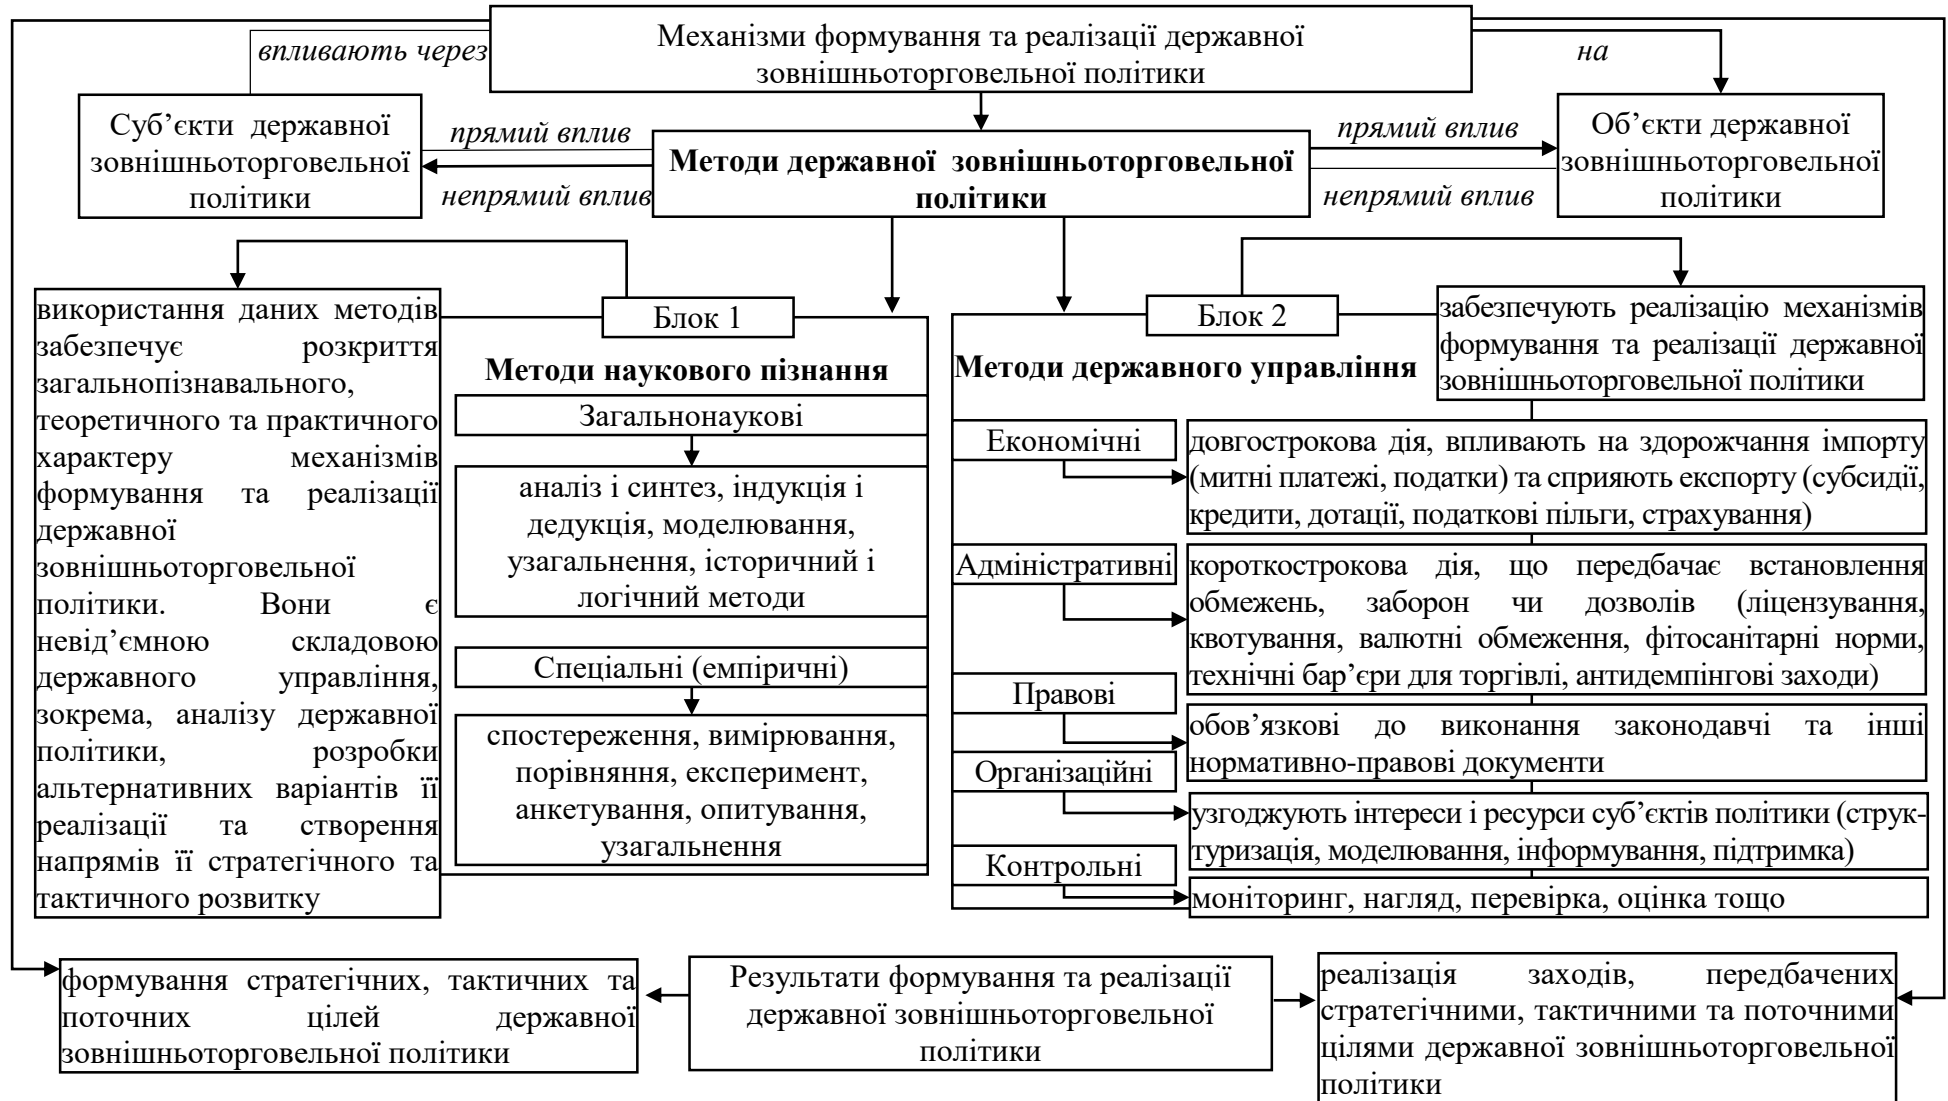 Механізми формування та реалізації державної
зовнішньоторговельної політики
впливають через
на
Суб’єкти державної
зовнішньоторговельної
політики
прямий вплив
непрямий вплив
Методи державної зовнішньоторговельної
політики
прямий вплив
непрямий вплив
Об’єкти державної
зовнішньоторговельної
політики
використання даних методів
забезпечує розкриття
загальнопізнавального,
теоретичного та практичного
характеру механізмів
формування та реалізації
державної
зовнішньоторговельної
політики. Вони є
невід’ємною складовою
державного управління,
зокрема, аналізу державної
політики, розробки
альтернативних варіантів її
реалізації та створення
напрямів її стратегічного та
тактичного розвитку
Блок 1
Методи наукового пізнання
Загальнонаукові
аналіз і синтез, індукція і
дедукція, моделювання,
узагальнення, історичний і
логічний методи
Спеціальні (емпіричні)
спостереження, вимірювання,
порівняння, експеримент,
анкетування, опитування,
узагальнення
Блок 2
Методи державного управління
забезпечують реалізацію механізмів
формування та реалізації державної
зовнішньоторговельної політики
Економічні
довгострокова дія, впливають на здорожчання імпорту
(митні платежі, податки) та сприяють експорту (субсидії,
кредити, дотації, податкові пільги, страхування)
Адміністративні
короткострокова дія, що передбачає встановлення
обмежень, заборон чи дозволів (ліцензування,
квотування, валютні обмеження, фітосанітарні норми,
технічні бар’єри для торгівлі, антидемпінгові заходи)
Правові
обов’язкові до виконання законодавчі та інші
нормативно-правові документи
Організаційні
узгоджують інтереси і ресурси суб’єктів політики (струк-
туризація, моделювання, інформування, підтримка)
Контрольні
моніторинг, нагляд, перевірка, оцінка тощо
формування стратегічних, тактичних та
поточних цілей державної
зовнішньоторговельної політики
Результати формування та реалізації
державної зовнішньоторговельної
політики
реалізація заходів, передбачених
стратегічними, тактичними та поточними
цілями державної зовнішньоторговельної
політики